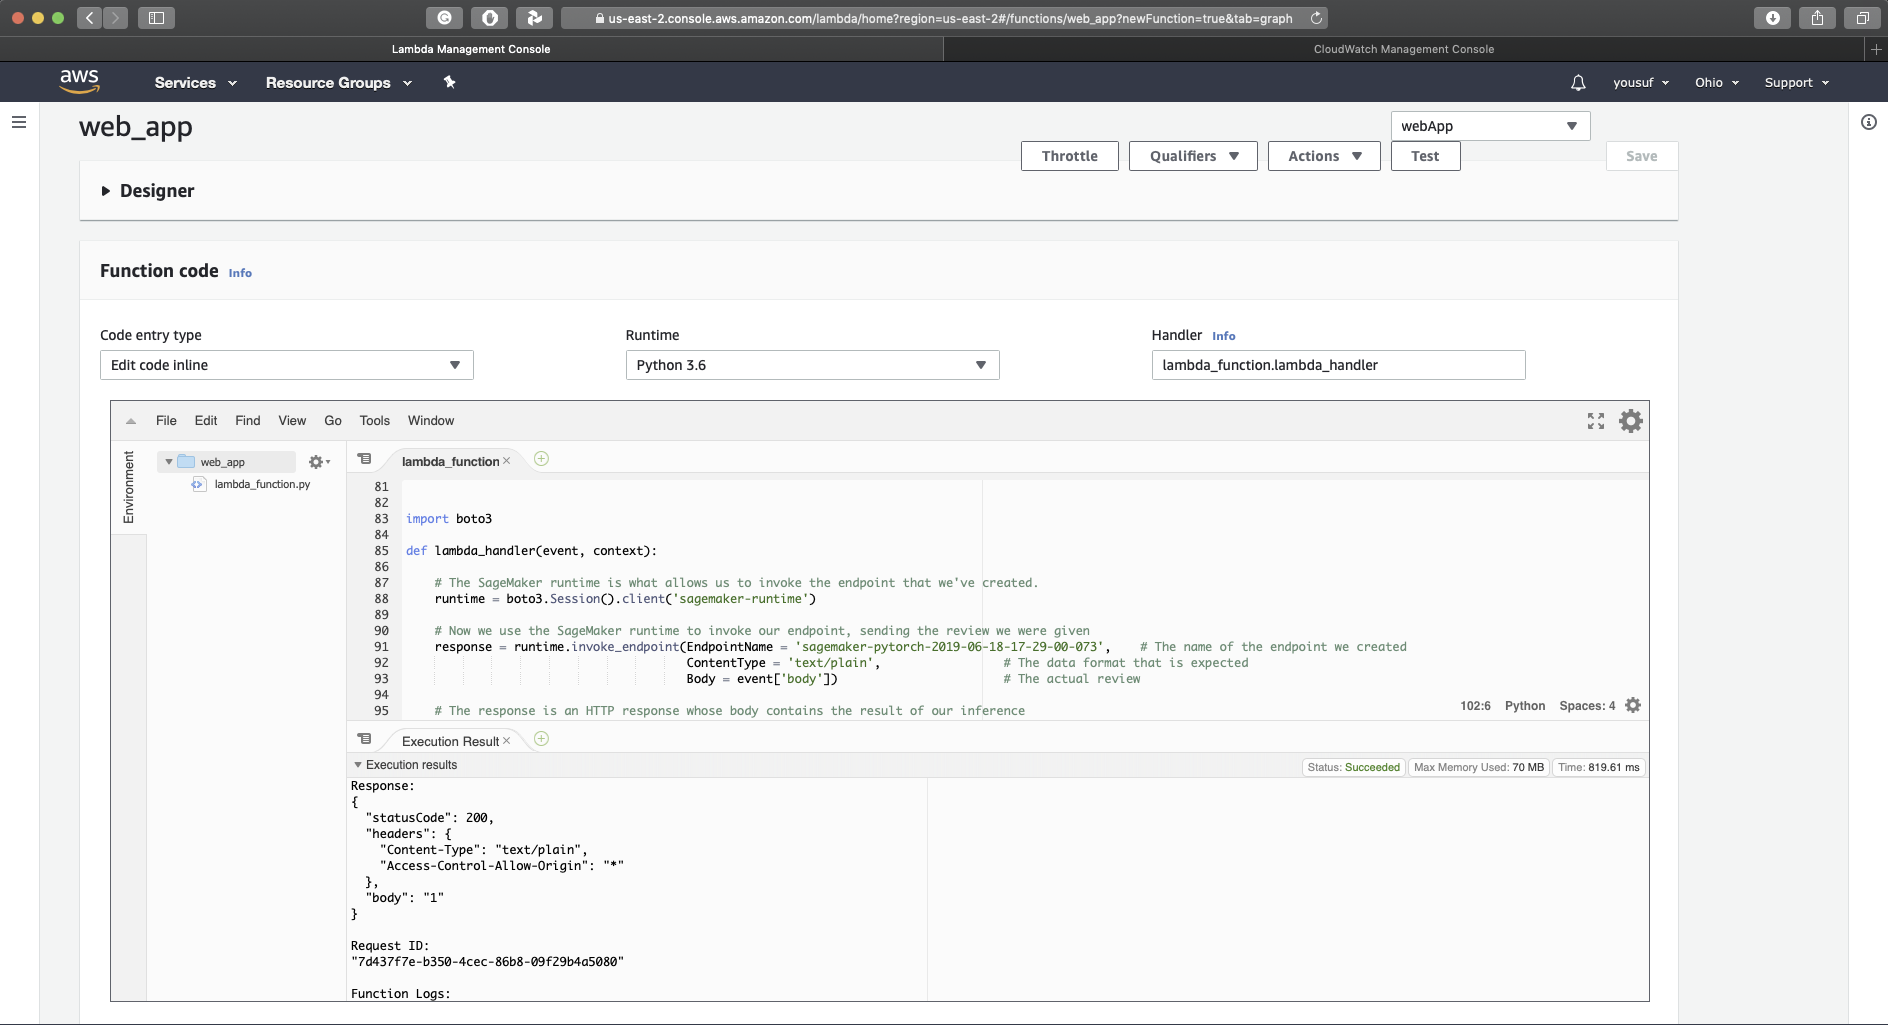 us-east-2.console.aws.amazon.com/lambda/home?region=us-east-2#/functions/web_app?newFunction=true&tab=graph
Lambda Management Console
CloudWatch Management Console
aws
Services
Resource Groups
yousuf
Ohio
Support
web_app
webApp
Throttle
Qualifiers
Actions
Test
Save
Designer
Function code Info
Code entry type
Runtime
Handler Info
Edit code inline
Python 3.6
lambda_function.lambda_handler
File Edit Find View Go Tools Window
Environment
web_app
lambda_function.py
lambda_function
81
82
83 import boto3
84
85 def lambda_handler(event, context):
86
87 # The SageMaker runtime is what allows us to invoke the endpoint that we've created.
88 runtime = boto3.Session().client('sagemaker-runtime')
89
90 # Now we use the SageMaker runtime to invoke our endpoint, sending the review we were given
91 response = runtime.invoke_endpoint(EndpointName = 'sagemaker-pytorch-2019-06-18-17-29-00-073', # The name of the endpoint we created
92 ContentType = 'text/plain', # The data format that is expected
93 Body = event['body']) # The actual review
94
95 # The response is an HTTP response whose body contains the result of our inference
102:6 Python Spaces: 4
Execution Result
Execution results
Status: Succeeded
Max Memory Used: 70 MB
Time: 819.61 ms
Response:
{
"statusCode": 200,
"headers": {
"Content-Type": "text/plain",
"Access-Control-Allow-Origin": "*"
},
"body": "1"
}
Request ID:
"7d437f7e-b350-4cec-86b8-09f29b4a5080"
Function Logs: